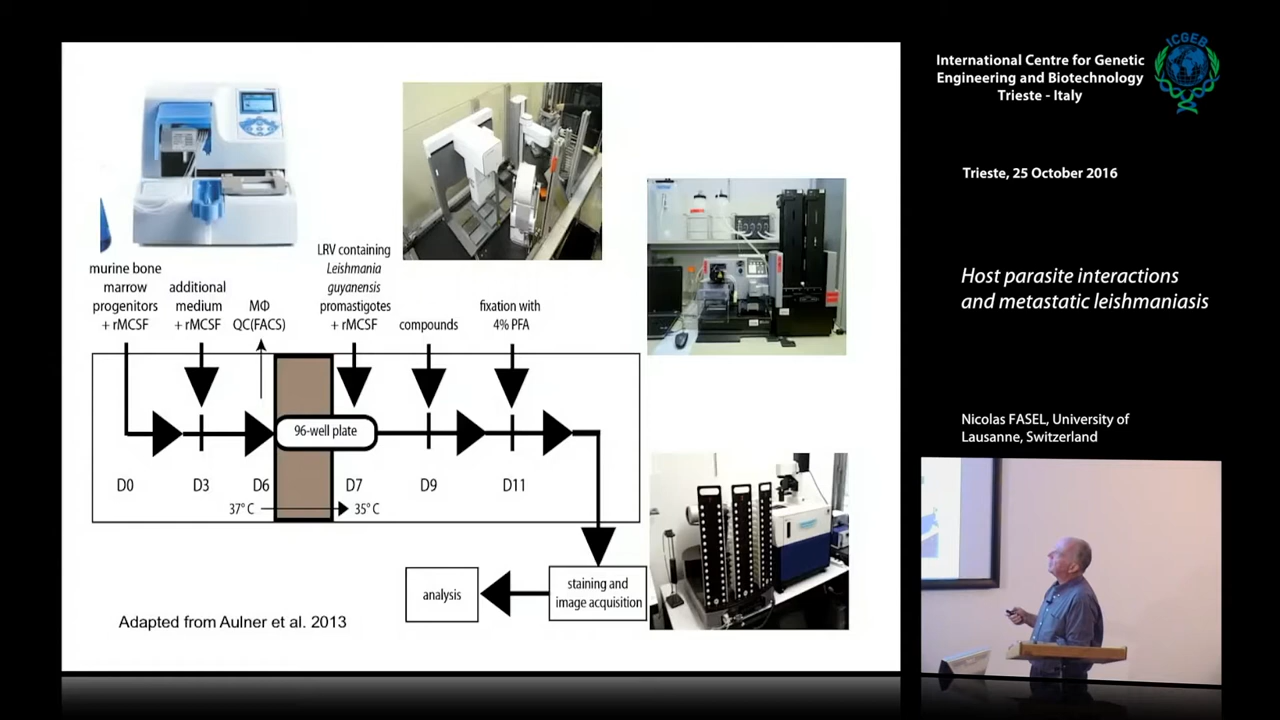 murine bone
marrow
progenitors
+ rMCSF
additional
medium
+ rMCSF
MΦ
QC(FACS)
LRV containing
Leishmania
guyanensis
promastigotes
+ rMCSF
compounds
fixation with
4% PFA
96-well plate
D0
D3
D6
D7
D9
D11
37° C
35° C
staining and
image acquisition
analysis
Adapted from Aulner et al. 2013
International Centre for Genetic
Engineering and Biotechnology
Trieste - Italy
ICGEB
Trieste, 25 October 2016
Host parasite interactions
and metastatic leishmaniasis
Nicolas FASEL, University of
Lausanne, Switzerland